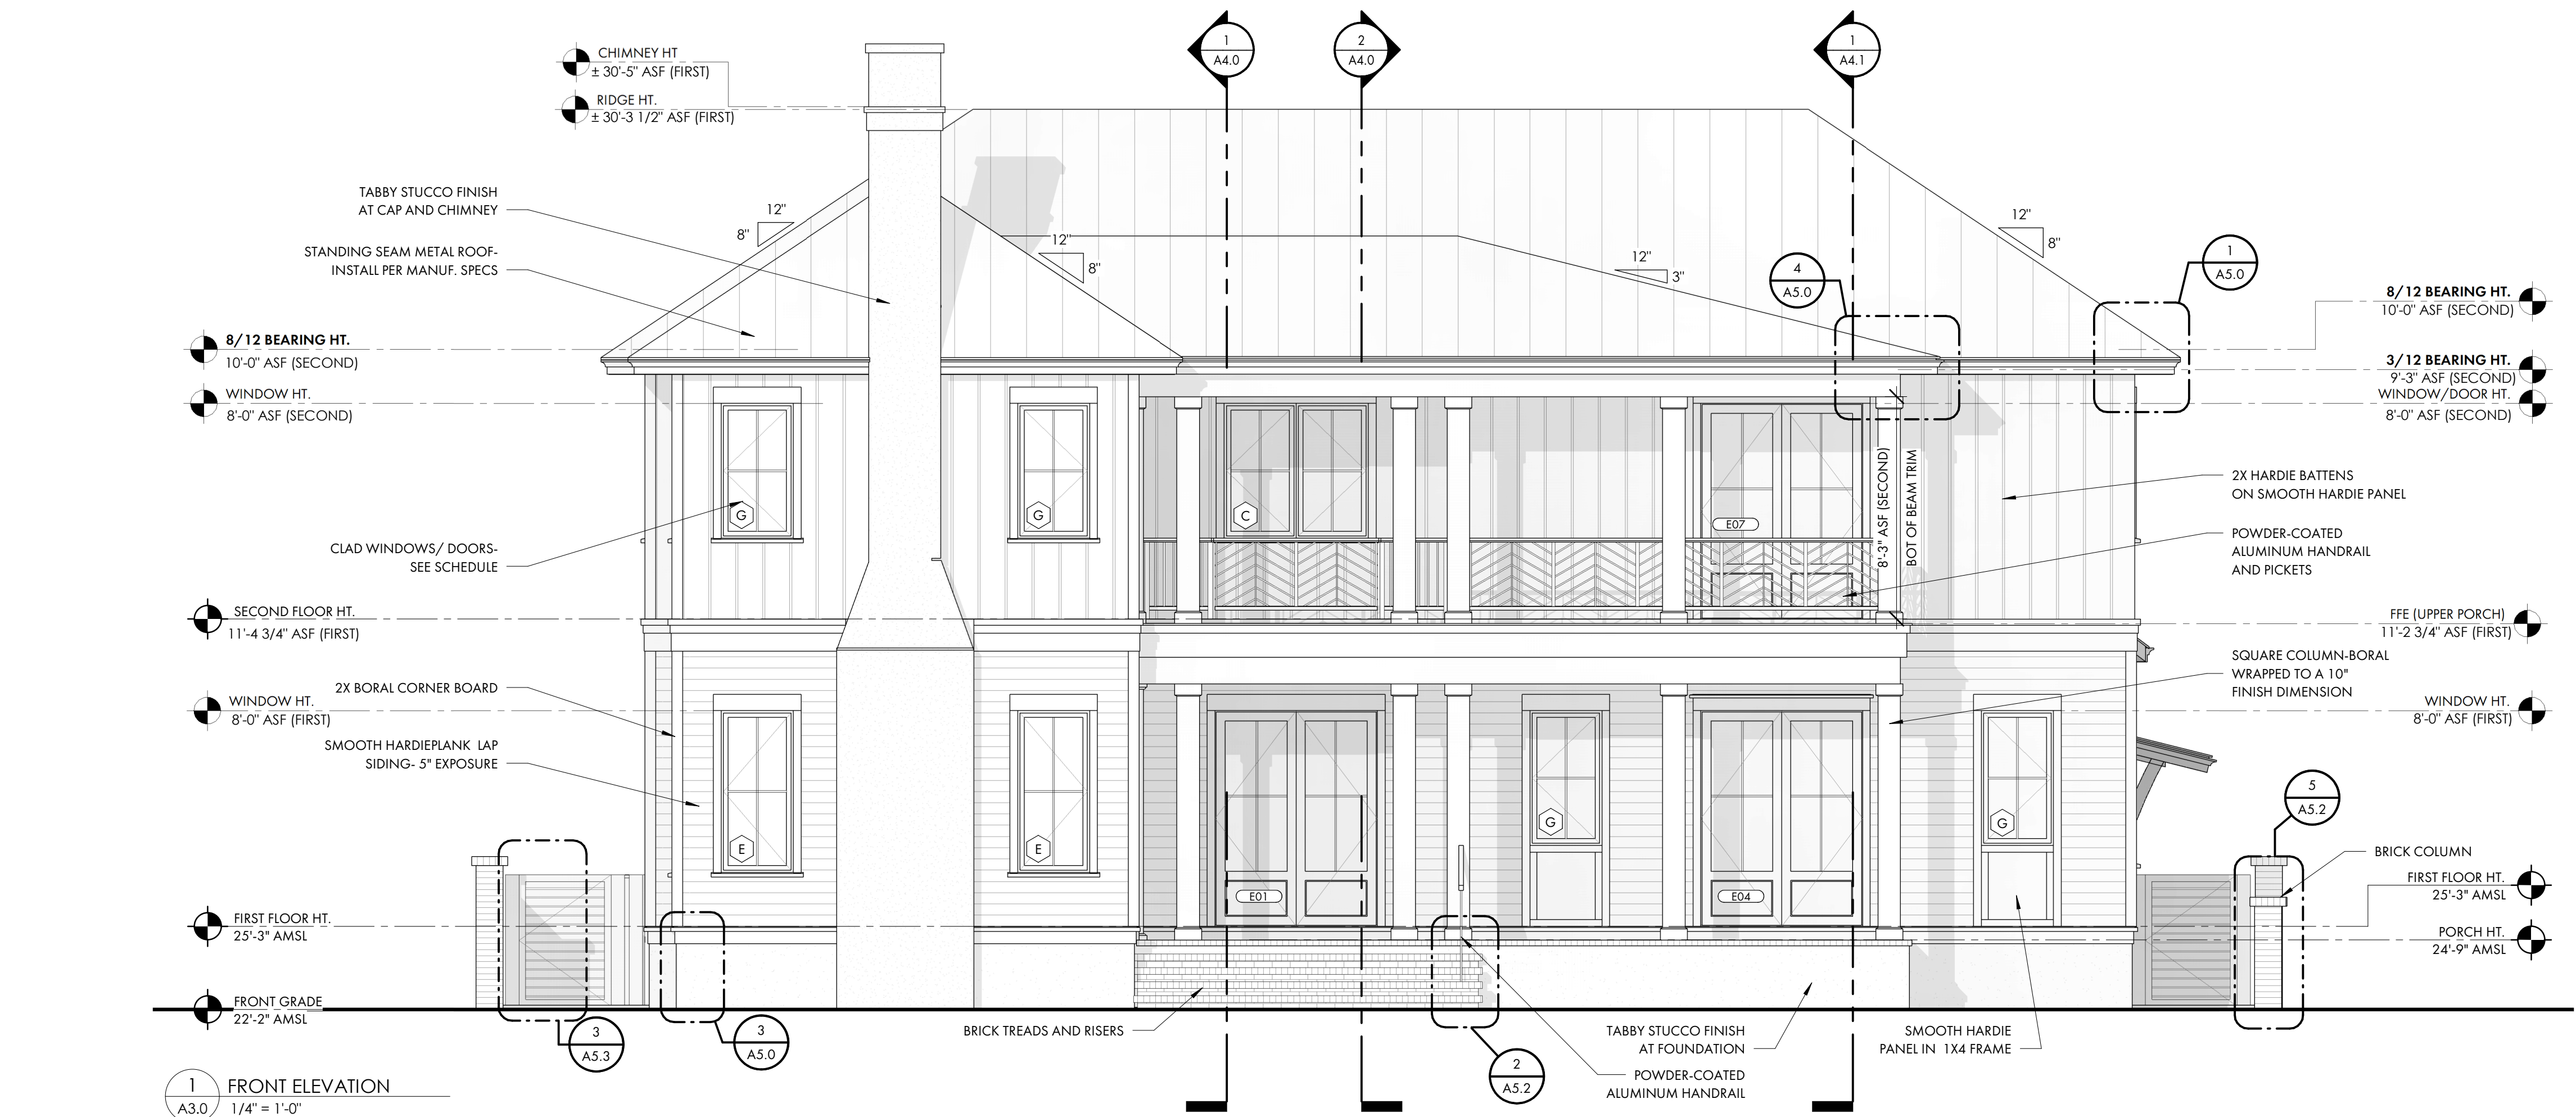 1
A4.0
2
A4.0
1
A4.1
CHIMNEY HT
± 30'-5" ASF (FIRST)
RIDGE HT.
± 30'-3 1/2" ASF (FIRST)
TABBY STUCCO FINISH
AT CAP AND CHIMNEY
STANDING SEAM METAL ROOF-
INSTALL PER MANUF. SPECS
12"
8"
12"
8"
12"
3"
12"
8"
4
A5.0
1
A5.0
8/12 BEARING HT.
10'-0" ASF (SECOND)
WINDOW HT.
8'-0" ASF (SECOND)
8/12 BEARING HT.
10'-0" ASF (SECOND)
3/12 BEARING HT.
9'-3" ASF (SECOND)
WINDOW/DOOR HT.
8'-0" ASF (SECOND)
G
G
C
E07
8'-3" ASF (SECOND)
BOT OF BEAM TRIM
2X HARDIE BATTENS
ON SMOOTH HARDIE PANEL
POWDER-COATED
ALUMINUM HANDRAIL
AND PICKETS
CLAD WINDOWS/ DOORS-
SEE SCHEDULE
SECOND FLOOR HT.
11'-4 3/4" ASF (FIRST)
FFE (UPPER PORCH)
11'-2 3/4" ASF (FIRST)
SQUARE COLUMN-BORAL
WRAPPED TO A 10"
FINISH DIMENSION
2X BORAL CORNER BOARD
WINDOW HT.
8'-0" ASF (FIRST)
WINDOW HT.
8'-0" ASF (FIRST)
SMOOTH HARDIEPLANK LAP
SIDING- 5" EXPOSURE
E
E
E01
G
E04
G
5
A5.2
BRICK COLUMN
FIRST FLOOR HT.
25'-3" AMSL
FIRST FLOOR HT.
25'-3" AMSL
PORCH HT.
24'-9" AMSL
FRONT GRADE
22'-2" AMSL
3
A5.3
3
A5.0
BRICK TREADS AND RISERS
2
A5.2
TABBY STUCCO FINISH
AT FOUNDATION
POWDER-COATED
ALUMINUM HANDRAIL
SMOOTH HARDIE
PANEL IN 1X4 FRAME
1
A3.0
FRONT ELEVATION
1/4" = 1'-0"